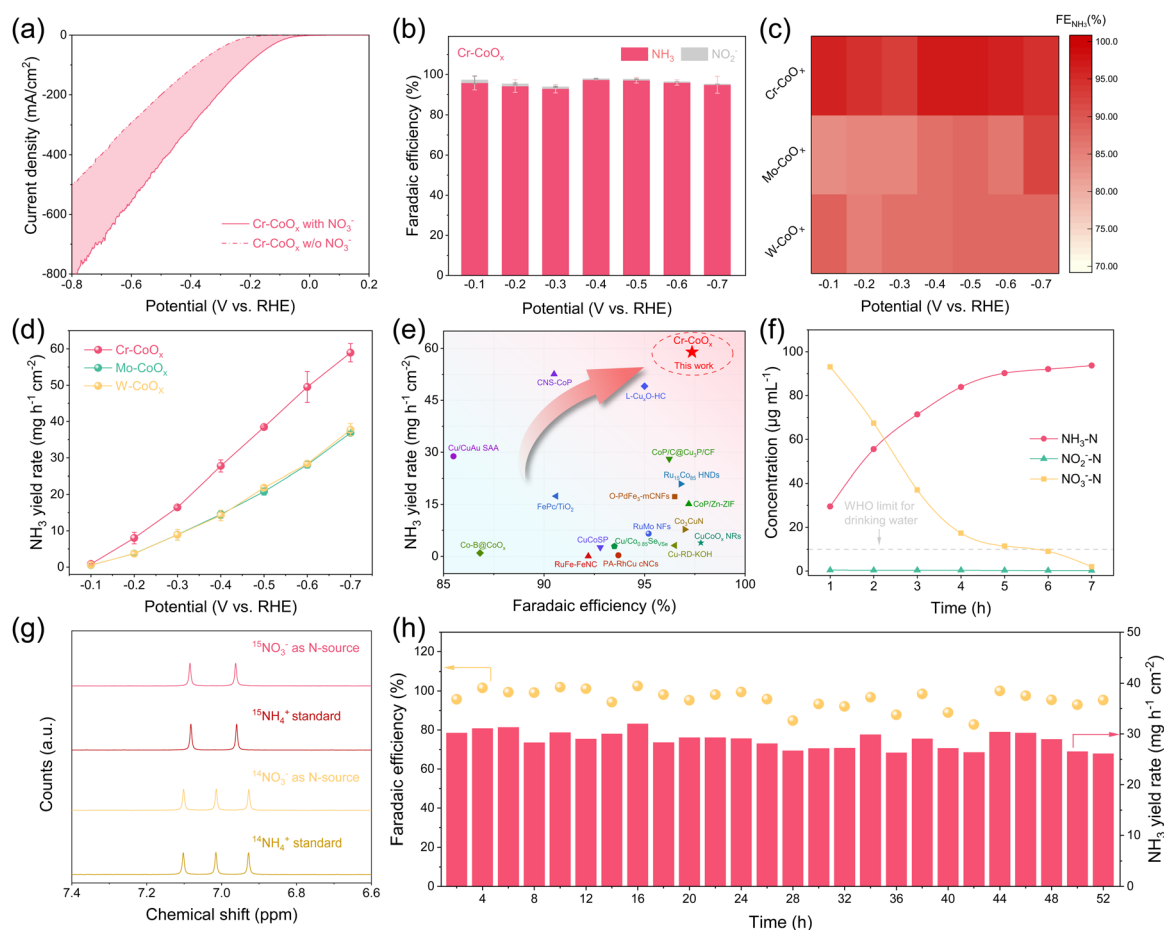 (a)
Current density (mA/cm²)
0
-200
-400
-600
-800
Cr-CoOₓ with NO₃⁻
Cr-CoOₓ w/o NO₃⁻
-0.8 -0.6 -0.4 -0.2 0.0 0.2
Potential (V vs. RHE)
(b)
Cr-CoOₓ
NH₃ NO₂⁻
Faradaic efficiency (%)
120
100
80
60
40
20
0
-0.1 -0.2 -0.3 -0.4 -0.5 -0.6 -0.7
Potential (V vs. RHE)
(c)
FE_NH₃(%)
Cr-CoOₓ
Mo-CoOₓ
W-CoOₓ
100.0
95.00
90.00
85.00
80.00
75.00
70.00
-0.1 -0.2 -0.3 -0.4 -0.5 -0.6 -0.7
Potential (V vs. RHE)
(d)
NH₃ yield rate (mg h⁻¹ cm⁻²)
70
60
50
40
30
20
10
0
Cr-CoOₓ
Mo-CoOₓ
W-CoOₓ
-0.1 -0.2 -0.3 -0.4 -0.5 -0.6 -0.7
Potential (V vs. RHE)
(e)
NH₃ yield rate (mg h⁻¹ cm⁻²)
60
45
30
15
0
Cr-CoOₓ
This work
CNS-CoP
L-CuₓO-HC
Cu/CuAu SAA
CoP/C@Cu₃P/CF
Ru₁₅Co₈₅ HNDs
O-PdFe₃-mCNFs
FePc/TiO₂
CoP/Zn-ZIF
RuMo NFs
Co₃CuN
Co-B@CoOₓ
CuCoSP
Cu/Co₀.₈₅Se_VSe
CuCoOₓ NRs
Cu-RD-KOH
RuFe-FeNC
PA-RhCu cNCs
85 90 95 100
Faradaic efficiency (%)
(f)
Concentration (µg mL⁻¹)
100
90
80
60
40
20
10
0
NH₃-N
NO₂⁻-N
NO₃⁻-N
WHO limit for
drinking water
1 2 3 4 5 6 7
Time (h)
(g)
Counts (a.u.)
¹⁵NO₃⁻ as N-source
¹⁵NH₄⁺ standard
¹⁴NO₃⁻ as N-source
¹⁴NH₄⁺ standard
7.4 7.2 7.0 6.8 6.6
Chemical shift (ppm)
(h)
Faradaic efficiency (%)
120
100
80
60
40
20
0
NH₃ yield rate (mg h⁻¹ cm⁻²)
50
40
30
20
10
0
4 8 12 16 20 24 28 32 36 40 44 48 52
Time (h)